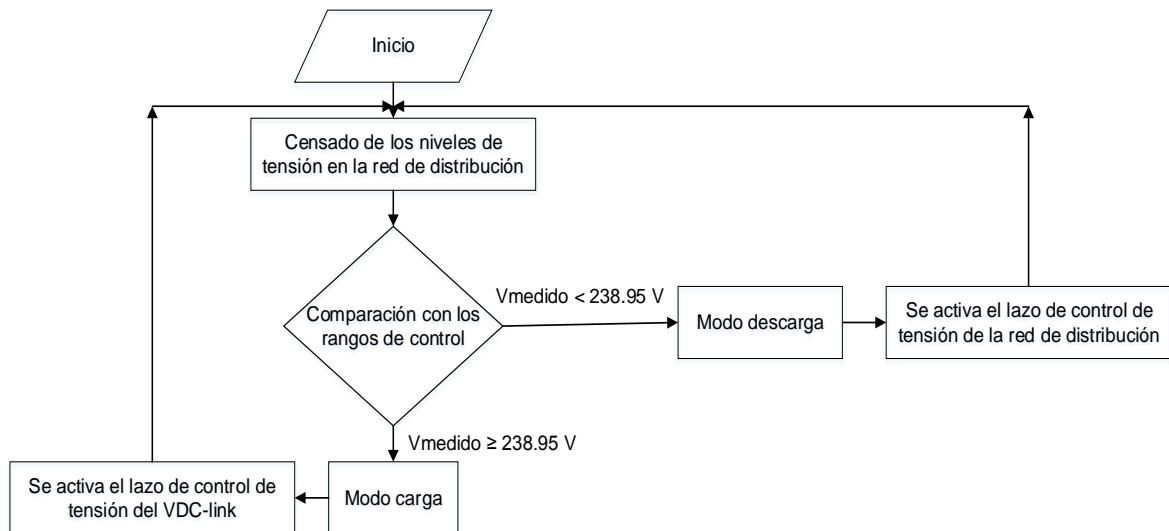 Inicio
Censado de los niveles de
tensión en la red de distribución
Comparación con los
rangos de control
Vmedido < 238.95 V
Modo descarga
Se activa el lazo de control de
tensión de la red de distribución
Vmedido ≥ 238.95 V
Modo carga
Se activa el lazo de control de
tensión del VDC-link